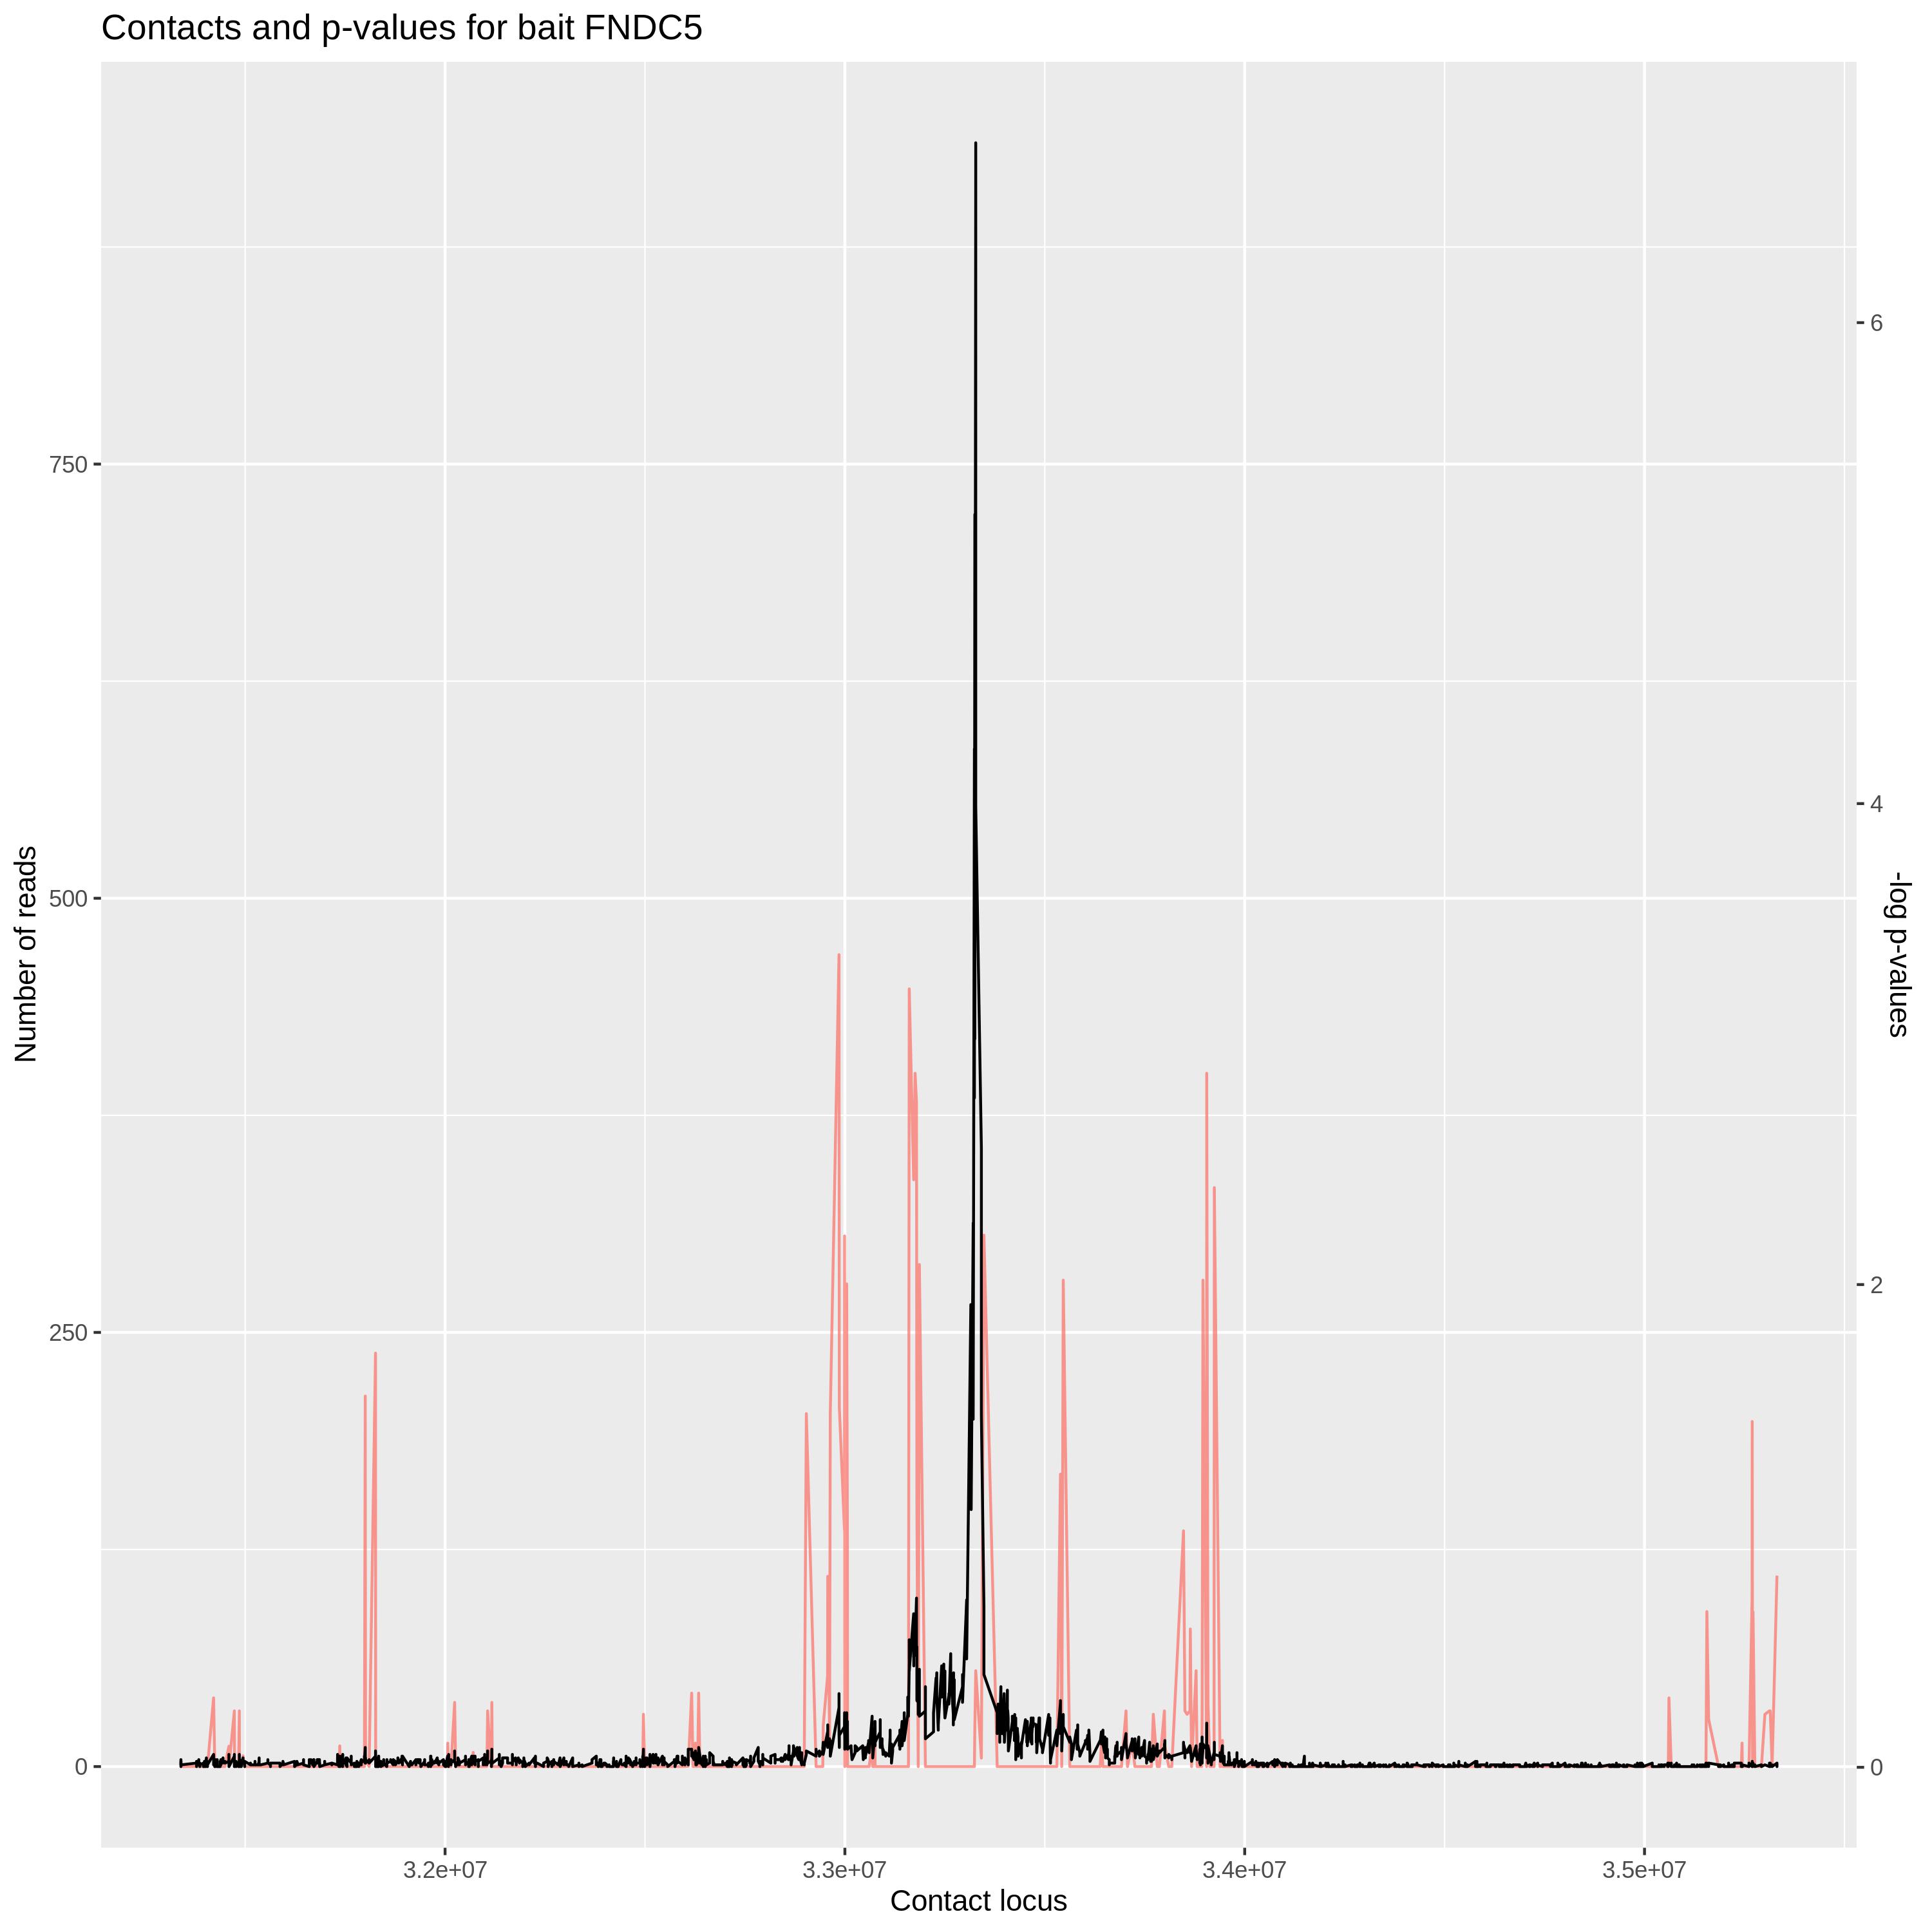 Contacts and p-values for bait FNDC5
Number of reads
750
500
250
0
6
4
2
0
-log p-values
3.2e+07
3.3e+07
3.4e+07
3.5e+07
Contact locus